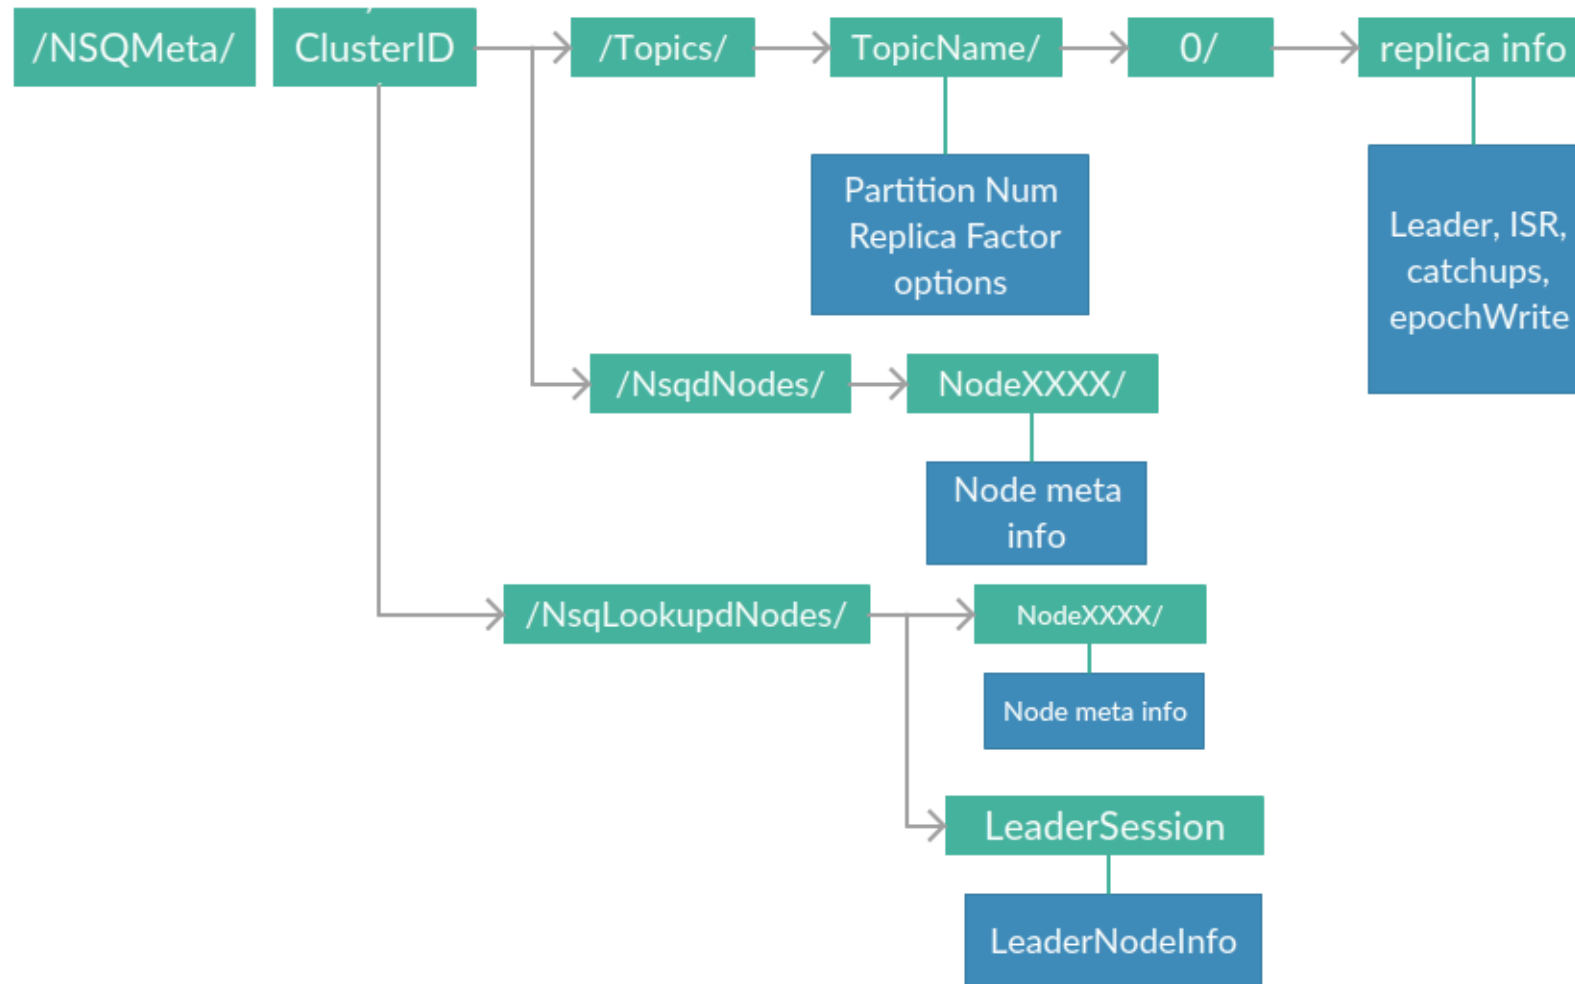 /NSQMeta/
ClusterID
/Topics/
TopicName/
0/
replica info
Partition Num
Replica Factor
options
Leader, ISR,
catchups,
epochWrite
/NsqdNodes/
NodeXXXX/
Node meta
info
/NsqLookupdNodes/
NodeXXXX/
Node meta info
LeaderSession
LeaderNodeInfo